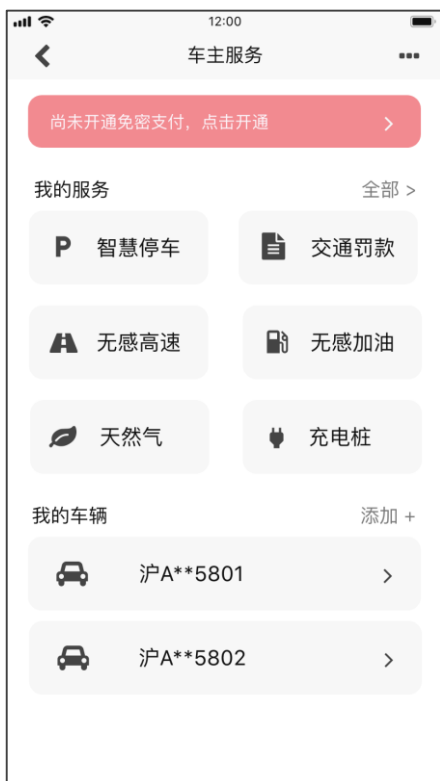 12:00
车主服务
尚未开通免密支付，点击开通 >
我的服务 全部 >
P 智慧停车 交通罚款
无感高速 无感加油
天然气 充电桩
我的车辆 添加 +
沪A**5801 >
沪A**5802 >